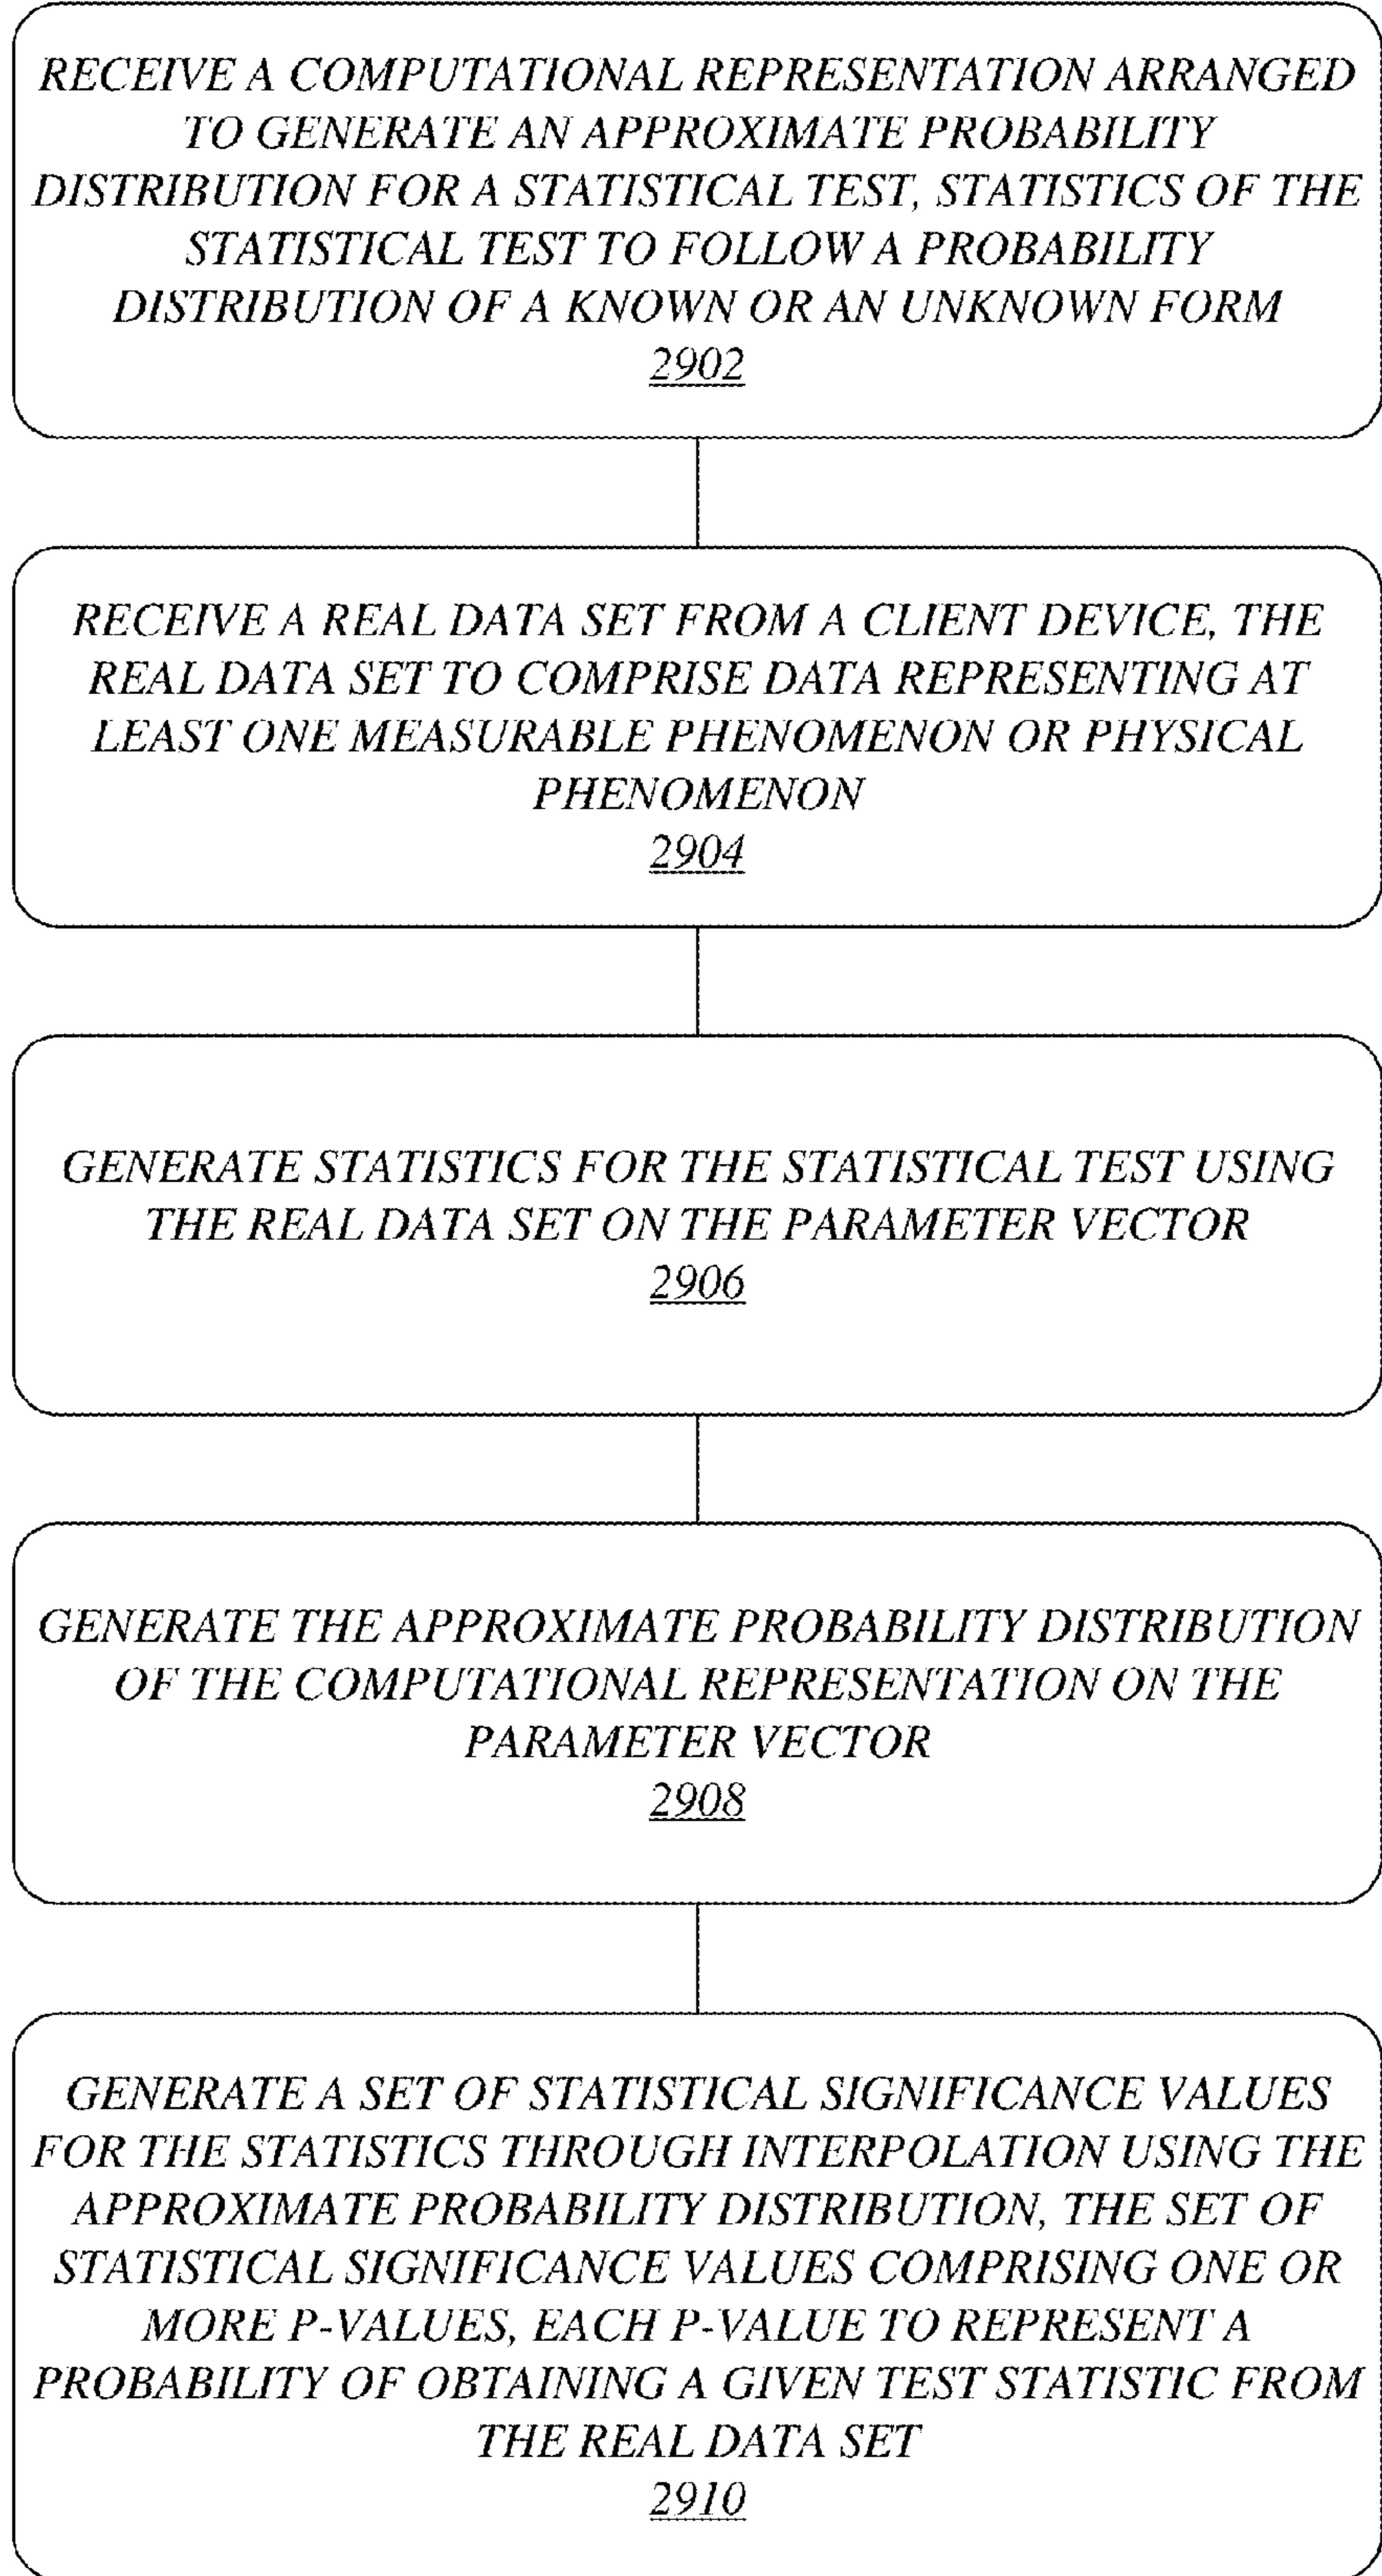 RECEIVE A COMPUTATIONAL REPRESENTATION ARRANGED
TO GENERATE AN APPROXIMATE PROBABILITY
DISTRIBUTION FOR A STATISTICAL TEST, STATISTICS OF THE
STATISTICAL TEST TO FOLLOW A PROBABILITY
DISTRIBUTION OF A KNOWN OR AN UNKNOWN FORM
2902
RECEIVE A REAL DATA SET FROM A CLIENT DEVICE, THE
REAL DATA SET TO COMPRISE DATA REPRESENTING AT
LEAST ONE MEASURABLE PHENOMENON OR PHYSICAL
PHENOMENON
2904
GENERATE STATISTICS FOR THE STATISTICAL TEST USING
THE REAL DATA SET ON THE PARAMETER VECTOR
2906
GENERATE THE APPROXIMATE PROBABILITY DISTRIBUTION
OF THE COMPUTATIONAL REPRESENTATION ON THE
PARAMETER VECTOR
2908
GENERATE A SET OF STATISTICAL SIGNIFICANCE VALUES
FOR THE STATISTICS THROUGH INTERPOLATION USING THE
APPROXIMATE PROBABILITY DISTRIBUTION, THE SET OF
STATISTICAL SIGNIFICANCE VALUES COMPRISING ONE OR
MORE P-VALUES, EACH P-VALUE TO REPRESENT A
PROBABILITY OF OBTAINING A GIVEN TEST STATISTIC FROM
THE REAL DATA SET
2910